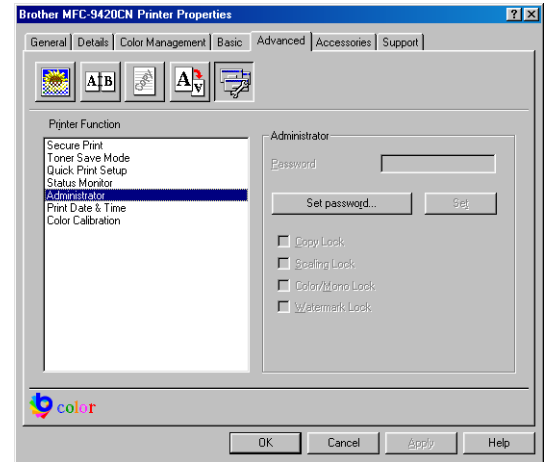 Brother MFC-9420CN Printer Properties
General Details Color Management Basic Advanced Accessories Support
A B A V
Printer Function
Secure Print
Toner Save Mode
Quick Print Setup
Status Monitor
Administrator
Print Date & Time
Color Calibration
Administrator
Password
Set password... Set
Copy Lock
Scaling Lock
Color/Mono Lock
Watermark Lock
color
OK Cancel Apply Help